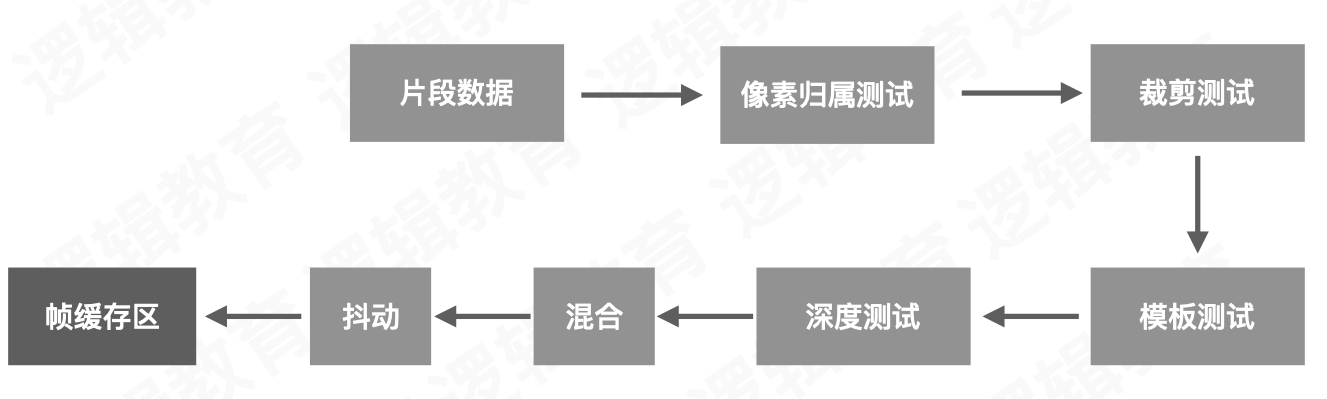 片段数据
像素归属测试
裁剪测试
模板测试
深度测试
混合
抖动
帧缓存区
逻辑教育